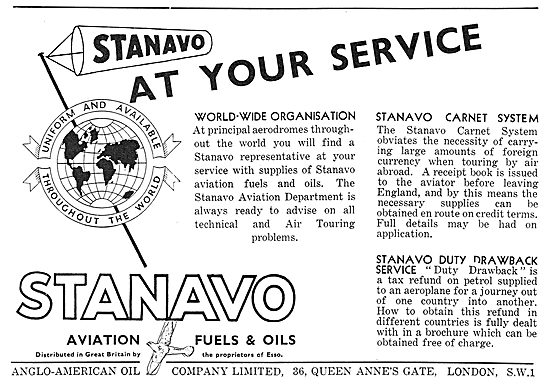 STANAVO
AT YOUR SERVICE
UNIFORM AND AVAILABLE
THROUGHOUT THE WORLD
WORLD-WIDE ORGANISATION
At principal aerodromes through-
out the world you will find a
Stanavo representative at your
service with supplies of Stanavo
aviation fuels and oils. The
Stanavo Aviation Department is
always ready to advise on all
technical and Air Touring
problems.
STANAVO CARNET SYSTEM
The Stanavo Carnet System
obviates the necessity of carry-
ing large amounts of foreign
currency when touring by air
abroad. A receipt book is issued
to the aviator before leaving
England, and by this means the
necessary supplies can be
obtained en route on credit terms.
Full details may be had on
application.
STANAVO DUTY DRAWBACK
SERVICE "Duty Drawback" is
a tax refund on petrol supplied
to an aeroplane for a journey out
of one country into another.
How to obtain this refund in
different countries is fully dealt
with in a brochure which can be
obtained free of charge.
STANAVO
AVIATION FUELS & OILS
Distributed in Great Britain by the proprietors of Esso.
ANGLO-AMERICAN OIL COMPANY LIMITED, 36, QUEEN ANNE'S GATE, LONDON, S.W.1